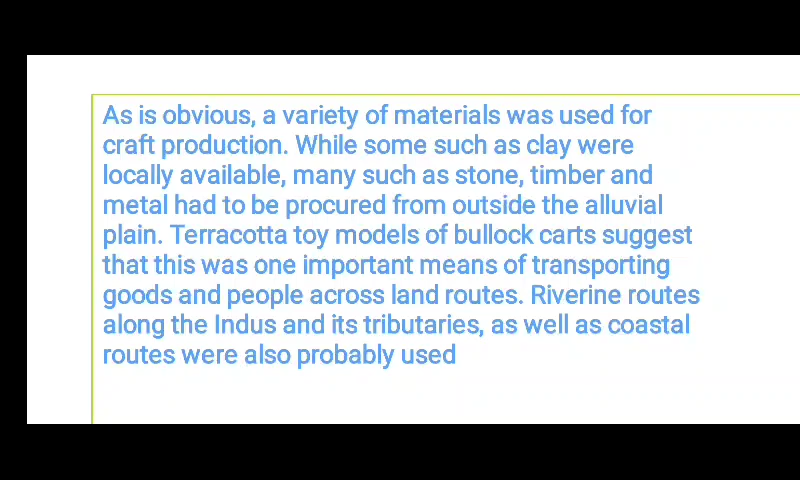 As is obvious, a variety of materials was used for
craft production. While some such as clay were
locally available, many such as stone, timber and
metal had to be procured from outside the alluvial
plain. Terracotta toy models of bullock carts suggest
that this was one important means of transporting
goods and people across land routes. Riverine routes
along the Indus and its tributaries, as well as coastal
routes were also probably used